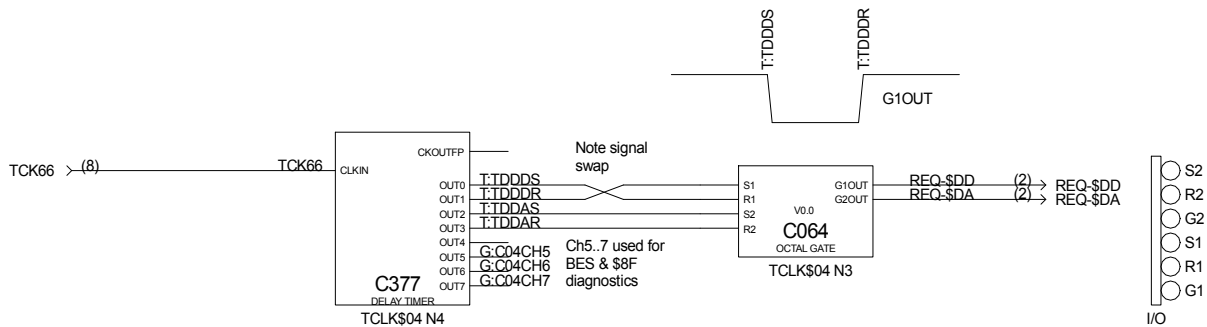 T:TDDDS
T:TDDDR
G1OUT
TCK66
(8)
TCK66
CLKIN
CKOUTFP
OUT0
OUT1
OUT2
OUT3
OUT4
OUT5
OUT6
OUT7
C377
DELAY TIMER
TCLK$04 N4
T:TDDDS
T:TDDDR
T:TDDAS
T:TDDAR
G:C04CH5
G:C04CH6
G:C04CH7
Note signal
swap
Ch5..7 used for
BES & $8F
diagnostics
S1
R1
S2
R2
G1OUT
G2OUT
V0.0
C064
OCTAL GATE
TCLK$04 N3
REQ-$DD
(2)
REQ-$DD
REQ-$DA
(2)
REQ-$DA
S2
R2
G2
S1
R1
G1
I/O